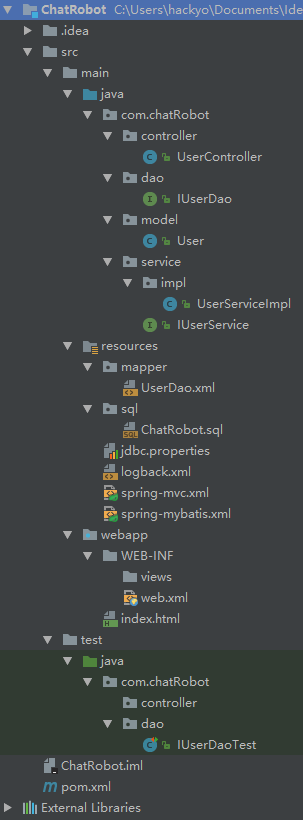 ChatRobot C:\Users\hackyo\Documents\Ide
.idea
src
main
java
com.chatRobot
controller
UserController
dao
IUserDao
model
User
service
impl
UserServiceImpl
IUserService
resources
mapper
UserDao.xml
sql
ChatRobot.sql
jdbc.properties
logback.xml
spring-mvc.xml
spring-mybatis.xml
webapp
WEB-INF
views
web.xml
index.html
test
java
com.chatRobot
controller
dao
IUserDaoTest
ChatRobot.iml
pom.xml
External Libraries